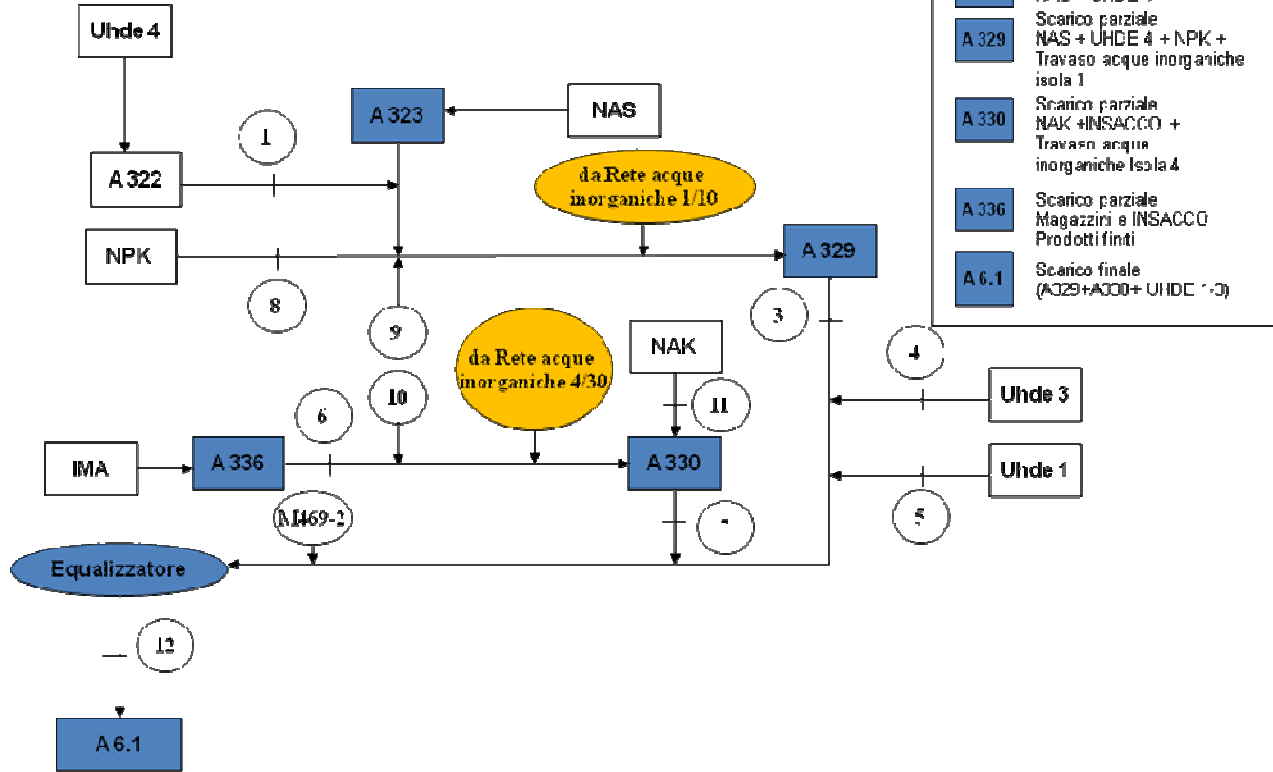 Uhde 4
A 323
NAS
1
A 322
da Rete acque
inorganiche 1/10
NPK
A 329
8
3
9
NAK
4
da Rete acque
inorganiche 4/30
Uhde 3
10
6
11
IMA
A 336
A 330
Uhde 1
M469-2
Equalizzatore
12
A 6.1
A 329
Scarico parziale
NAS + UHDE 4 + NPK +
Travaso acque inorganiche
isola 1
A 330
Scarico parziale
NAK +INSACCO +
Travaso acque
inorganiche Isola 4
A 336
Scarico parziale
Magazzini e INSACCO
Prodotti finiti
A 6.1
Scarico finale
(A329+A330+ UHDE 1-3)